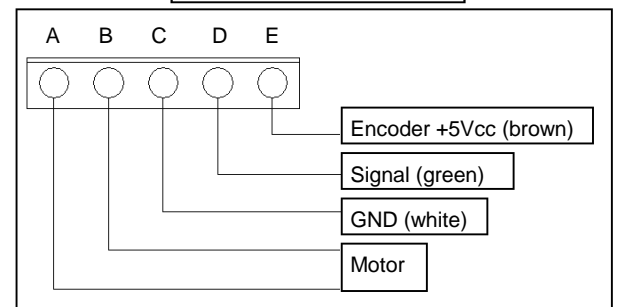 A B C D E
Encoder +5Vcc (brown)
Signal (green)
GND (white)
Motor